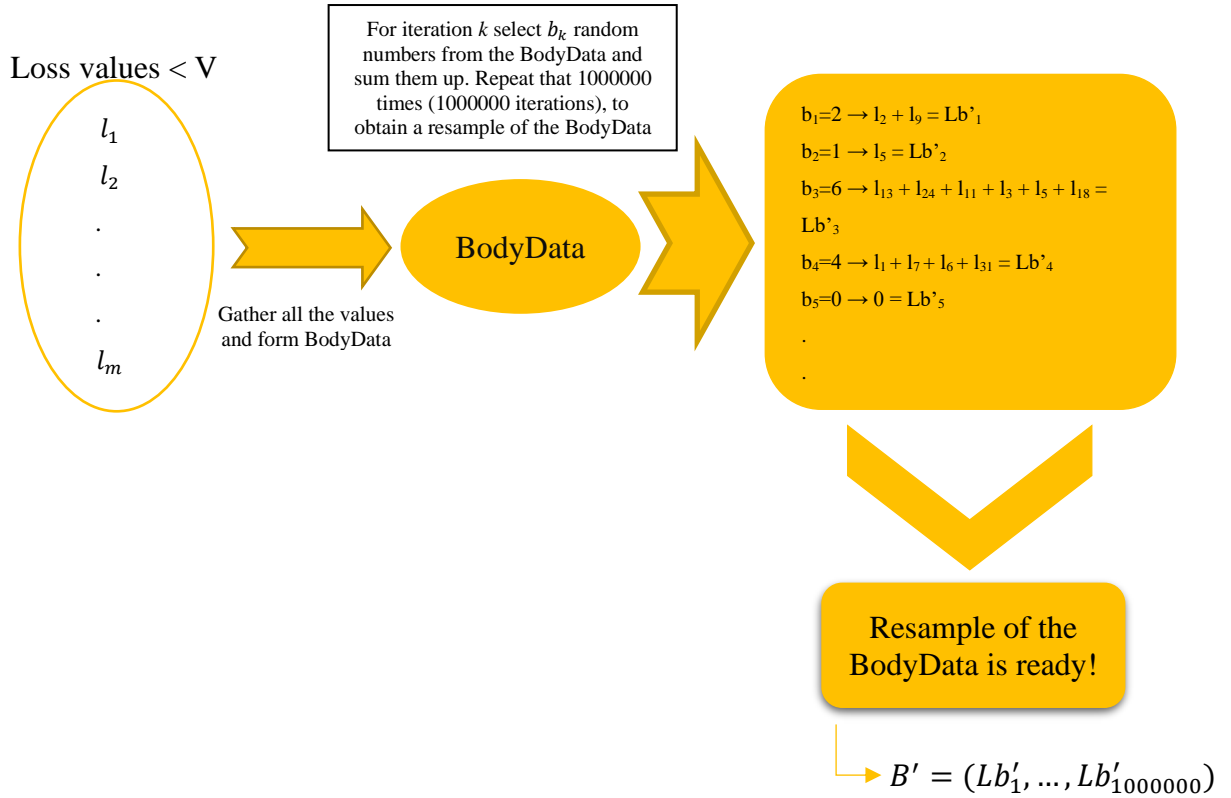 Loss values < V
𝑙₁
𝑙₂
.
.
.
𝑙ₘ
Gather all the values
and form BodyData
For iteration k select bₖ random
numbers from the BodyData and
sum them up. Repeat that 1000000
times (1000000 iterations), to
obtain a resample of the BodyData
BodyData
b₁=2 → l₂ + l₉ = Lb’₁
b₂=1 → l₅ = Lb’₂
b₃=6 → l₁₃ + l₂₄ + l₁₁ + l₃ + l₅ + l₁₈ =
Lb’₃
b₄=4 → l₁ + l₇ + l₆ + l₃₁ = Lb’₄
b₅=0 → 0 = Lb’₅
.
.
Resample of the
BodyData is ready!
𝐵′ = (𝐿𝑏′₁, … , 𝐿𝑏′₁₀₀₀₀₀₀)